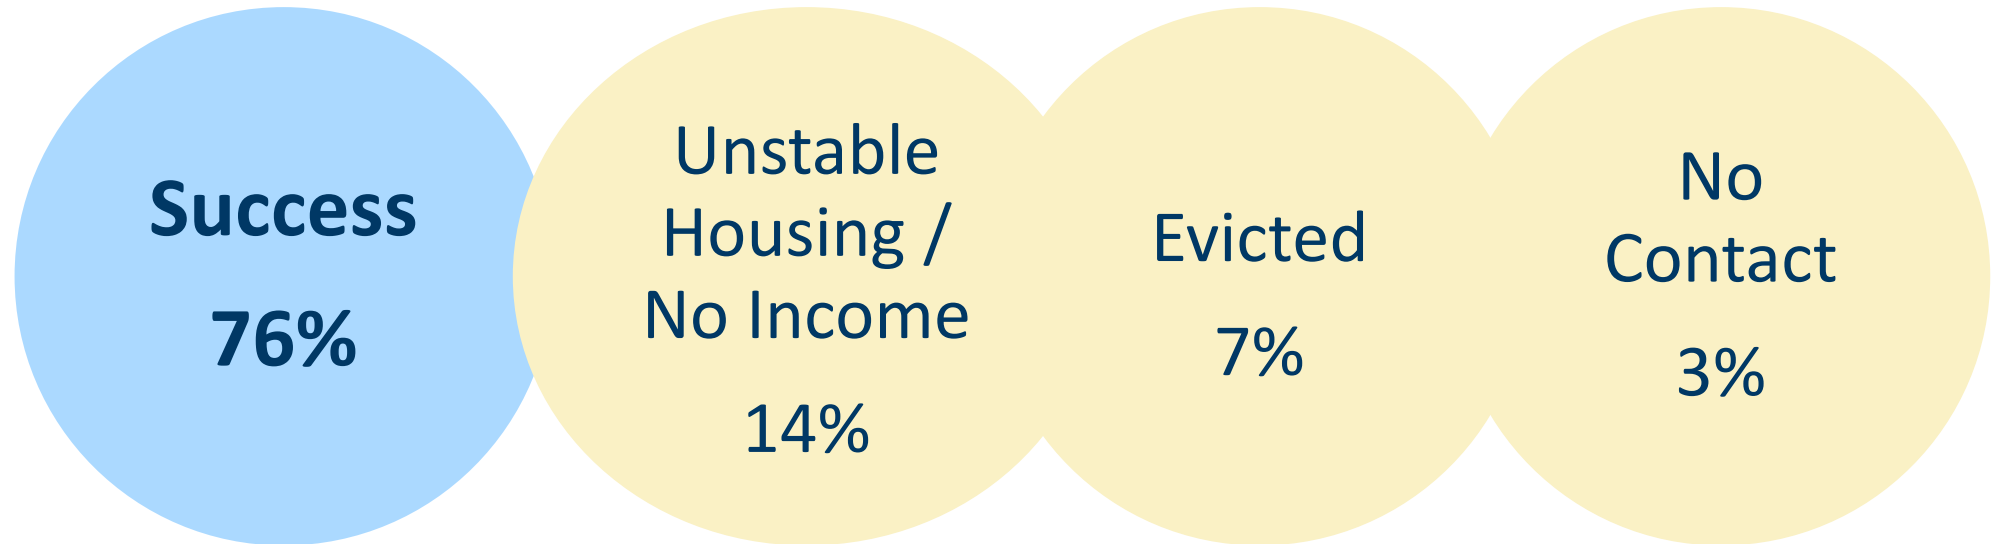 Success
76%
Unstable
Housing /
No Income
14%
Evicted
7%
No
Contact
3%